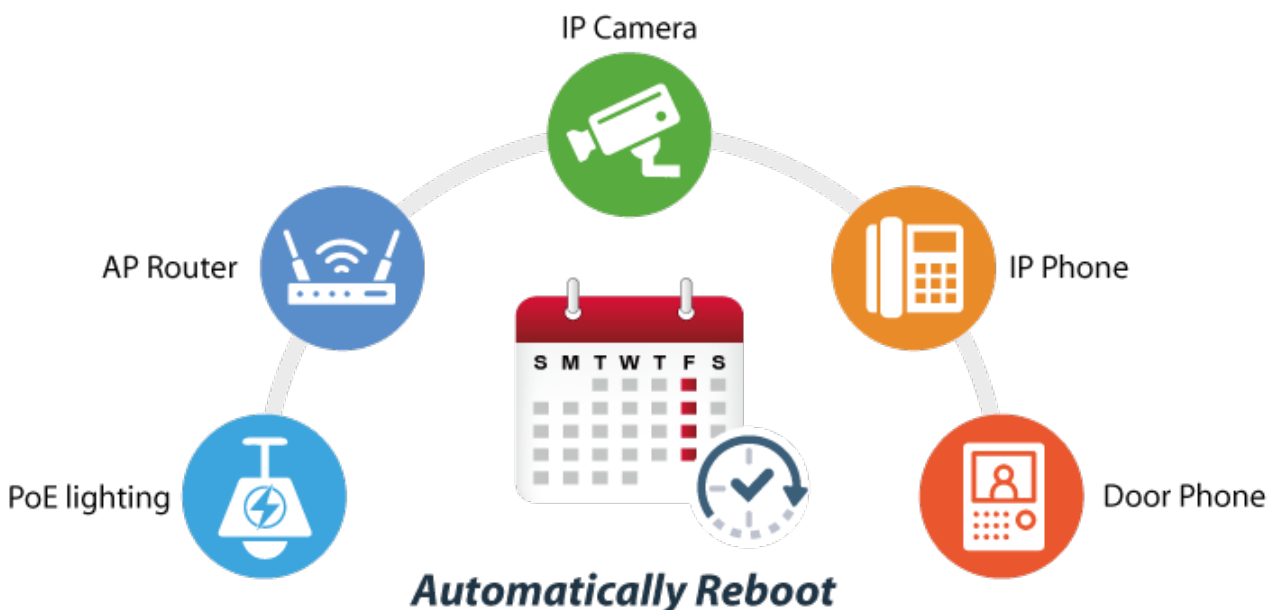 IP Camera
AP Router
IP Phone
S M T W T F S
PoE lighting
Door Phone
Automatically Reboot